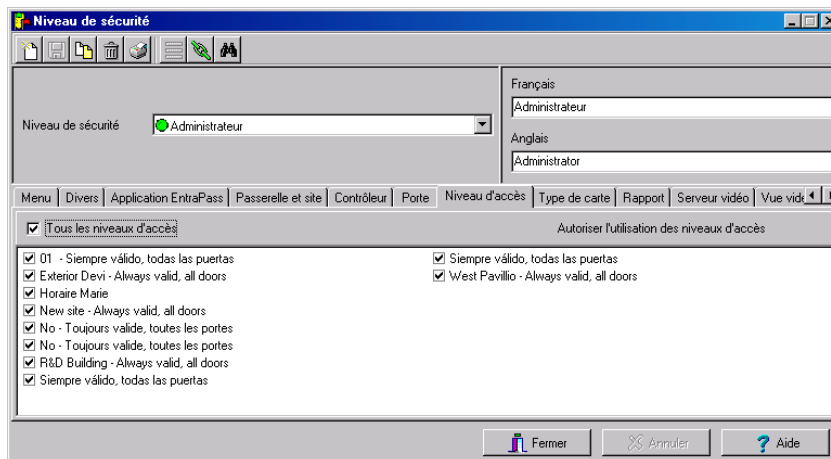 Niveau de sécurité
Français
Administrateur
Niveau de sécurité
Administrateur
Anglais
Administrator
Menu Divers Application EntraPass Passerelle et site Contrôleur Porte Niveau d'accès Type de carte Rapport Serveur vidéo Vue
Tous les niveaux d'accès
Autoriser l'utilisation des niveaux d'accès
01 - Siempre válido, todas las puertas
Exterior Devi - Always valid, all doors
Horaire Marie
New site - Always valid, all doors
No - Toujours valide, toutes les portes
No - Toujours valide, toutes les portes
R&D Building - Always valid, all doors
Siempre válido, todas las puertas
Siempre válido, todas las puertas
West Pavillio - Always valid, all doors
Fermer
Annuler
Aide